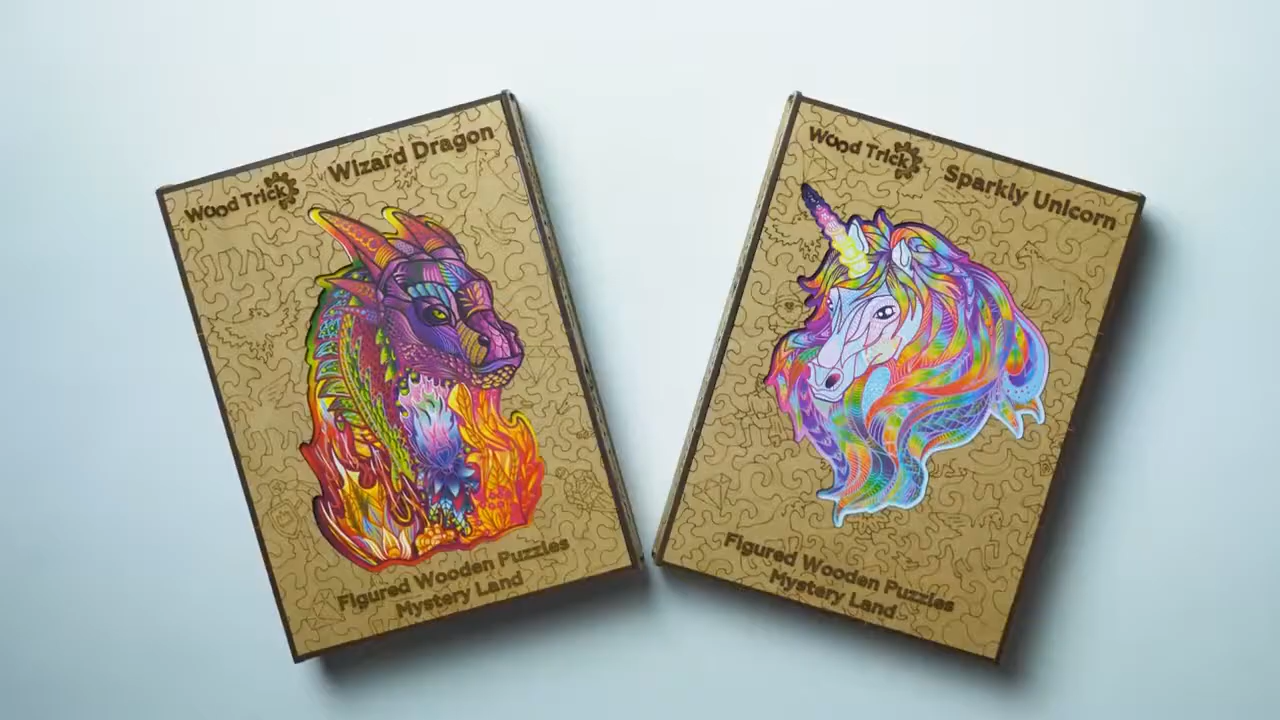 Wood Trick
Wizard Dragon
Figured Wooden Puzzles
Mystery Land
Wood Trick
Sparkly Unicorn
Figured Wooden Puzzles
Mystery Land